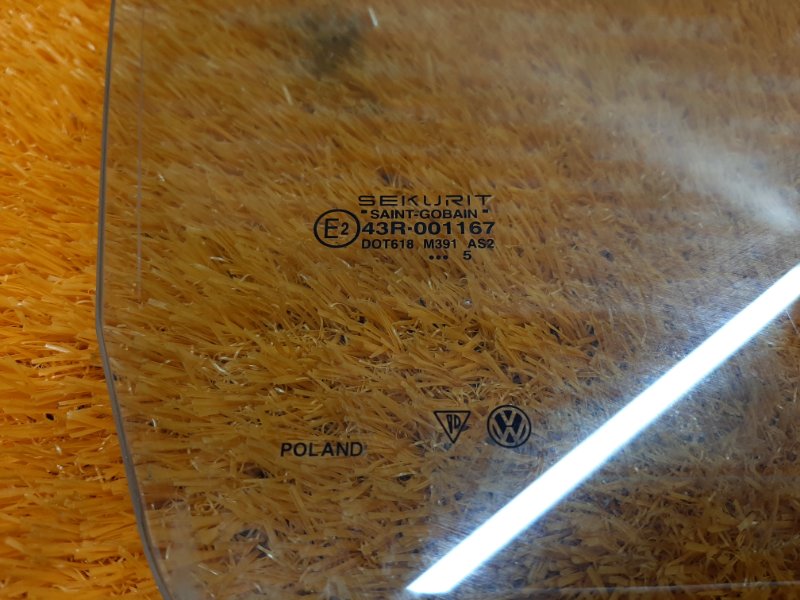 SEKURIT
"SAINT-GOBAIN"
E2 43R-001167
DOT618 M391 AS2
••• 5
POLAND